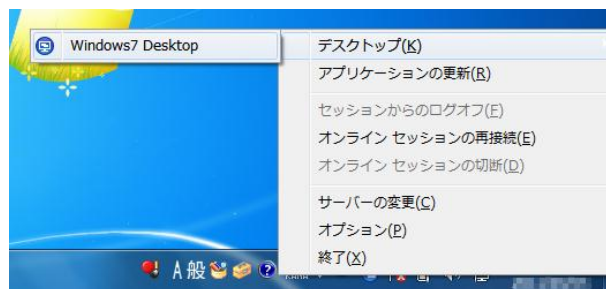 Windows7 Desktop
デスクトップ(K)
アプリケーションの更新(R)
セッションからのログオフ(F)
オンライン セッションの再接続(E)
オンライン セッションの切断(D)
サーバーの変更(C)
オプション(P)
終了(X)
A 般